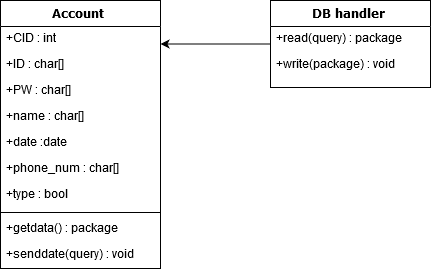 Account
+CID : int
+ID : char[]
+PW : char[]
+name : char[]
+date :date
+phone_num : char[]
+type : bool
+getdata() : package
+senddate(query) : void
DB handler
+read(query) : package
+write(package) : void